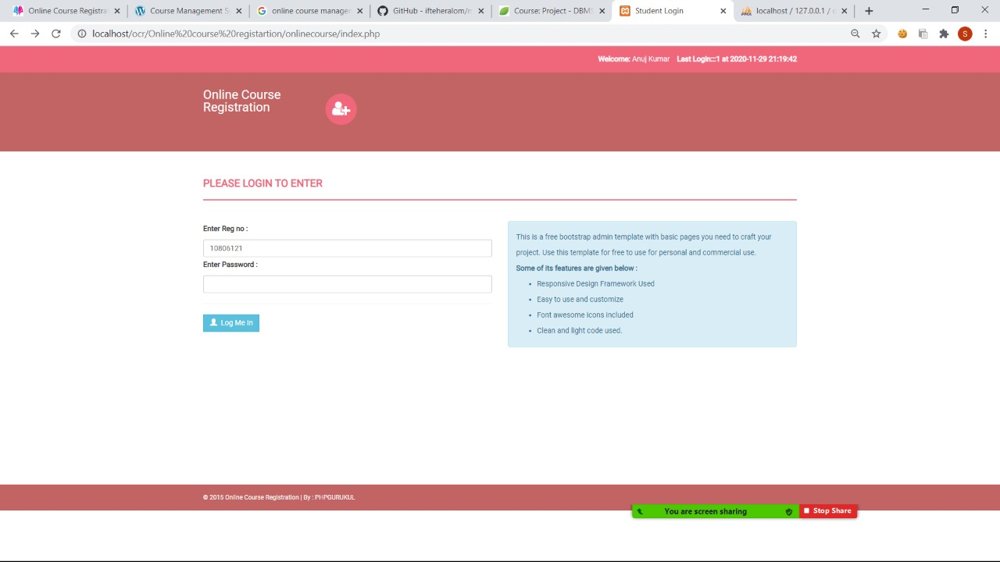 Online Course Registra
Course Management S
online course manager
GitHub - ifteheralom/m
Course: Project - DBMS
Student Login
localhost / 127.0.0.1 / o
localhost/ocr/Online%20course%20registartion/onlinecourse/index.php
S
Welcome: Anuj Kumar Last Login:::1 at 2020-11-29 21:19:42
Online Course
Registration
PLEASE LOGIN TO ENTER
Enter Reg no :
10806121
Enter Password :
Log Me In
This is a free bootstrap admin template with basic pages you need to craft your
project. Use this template for free to use for personal and commercial use.
Some of its features are given below :
• Responsive Design Framework Used
• Easy to use and customize
• Font awesome icons included
• Clean and light code used.
© 2015 Online Course Registration | By : PHPGURUKUL
You are screen sharing
Stop Share